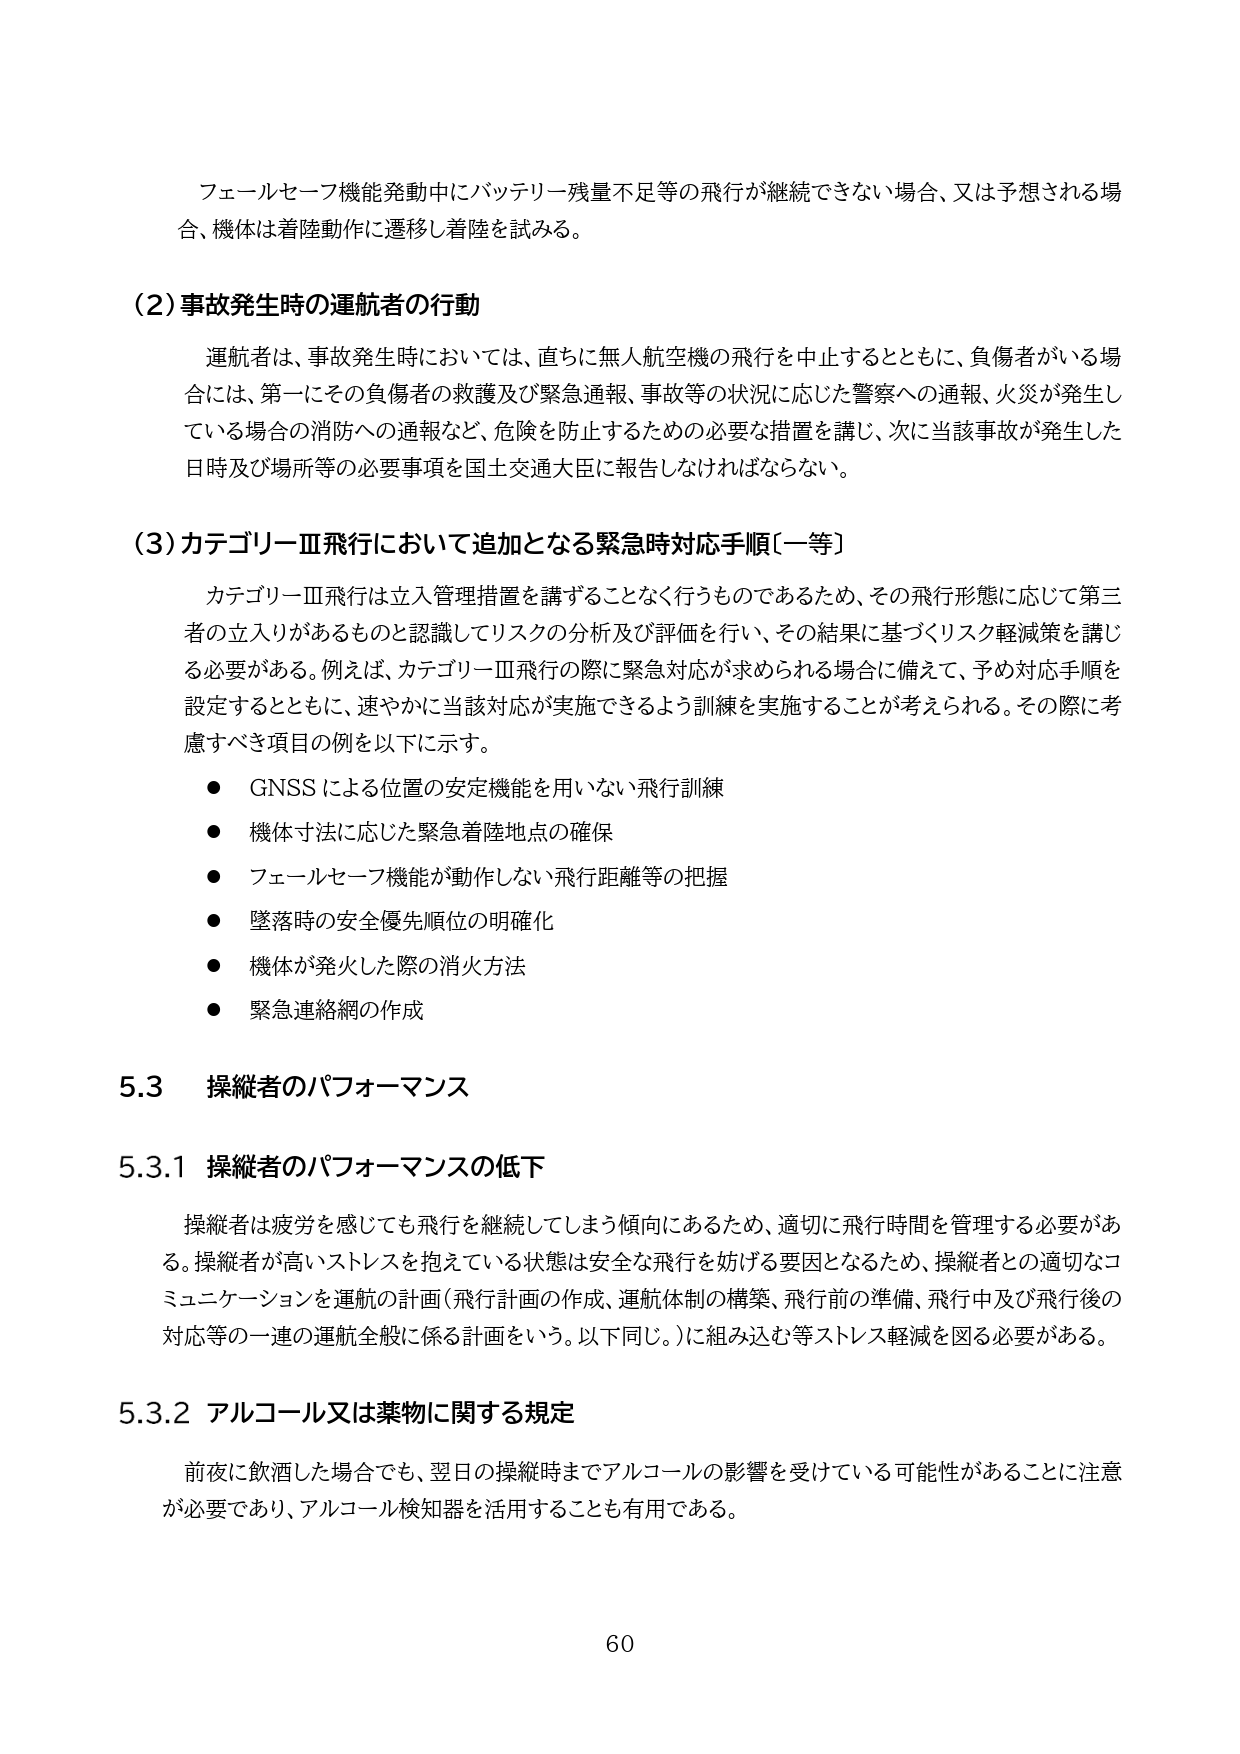 フェールセーフ機能発動中にバッテリー残量不足等の飛行が継続できない場合、又は予想される場
合、機体は着陸動作に遷移し着陸を試みる。
（2）事故発生時の運航者の行動
運航者は、事故発生時においては、直ちに無人航空機の飛行を中止するとともに、負傷者がいる場
合には、第一にその負傷者の救護及び緊急通報、事故等の状況に応じた警察への通報、火災が発生し
ている場合の消防への通報など、危険を防止するための必要な措置を講じ、次に当該事故が発生した
日時及び場所等の必要事項を国土交通大臣に報告しなければならない。
（3）カテゴリーⅢ飛行において追加となる緊急時対応手順〔一等〕
カテゴリーⅢ飛行は立入管理措置を講ずることなく行うものであるため、その飛行形態に応じて第三
者の立入りがあるものと認識してリスクの分析及び評価を行い、その結果に基づくリスク軽減策を講じ
る必要がある。例えば、カテゴリーⅢ飛行の際に緊急対応が求められる場合に備えて、予め対応手順を
設定するとともに、速やかに当該対応が実施できるよう訓練を実施することが考えられる。その際に考
慮すべき項目の例を以下に示す。
● GNSS による位置の安定機能を用いない飛行訓練
● 機体寸法に応じた緊急着陸地点の確保
● フェールセーフ機能が動作しない飛行距離等の把握
● 墜落時の安全優先順位の明確化
● 機体が発火した際の消火方法
● 緊急連絡網の作成
5.3 操縦者のパフォーマンス
5.3.1 操縦者のパフォーマンスの低下
操縦者は疲労を感じても飛行を継続してしまう傾向にあるため、適切に飛行時間を管理する必要があ
る。操縦者が高いストレスを抱えている状態は安全な飛行を妨げる要因となるため、操縦者との適切なコ
ミュニケーションを運航の計画（飛行計画の作成、運航体制の構築、飛行前の準備、飛行中及び飛行後の
対応等の一連の運航全般に係る計画をいう。以下同じ。）に組み込む等ストレス軽減を図る必要がある。
5.3.2 アルコール又は薬物に関する規定
前夜に飲酒した場合でも、翌日の操縦時までアルコールの影響を受けている可能性があることに注意
が必要であり、アルコール検知器を活用することも有用である。
60